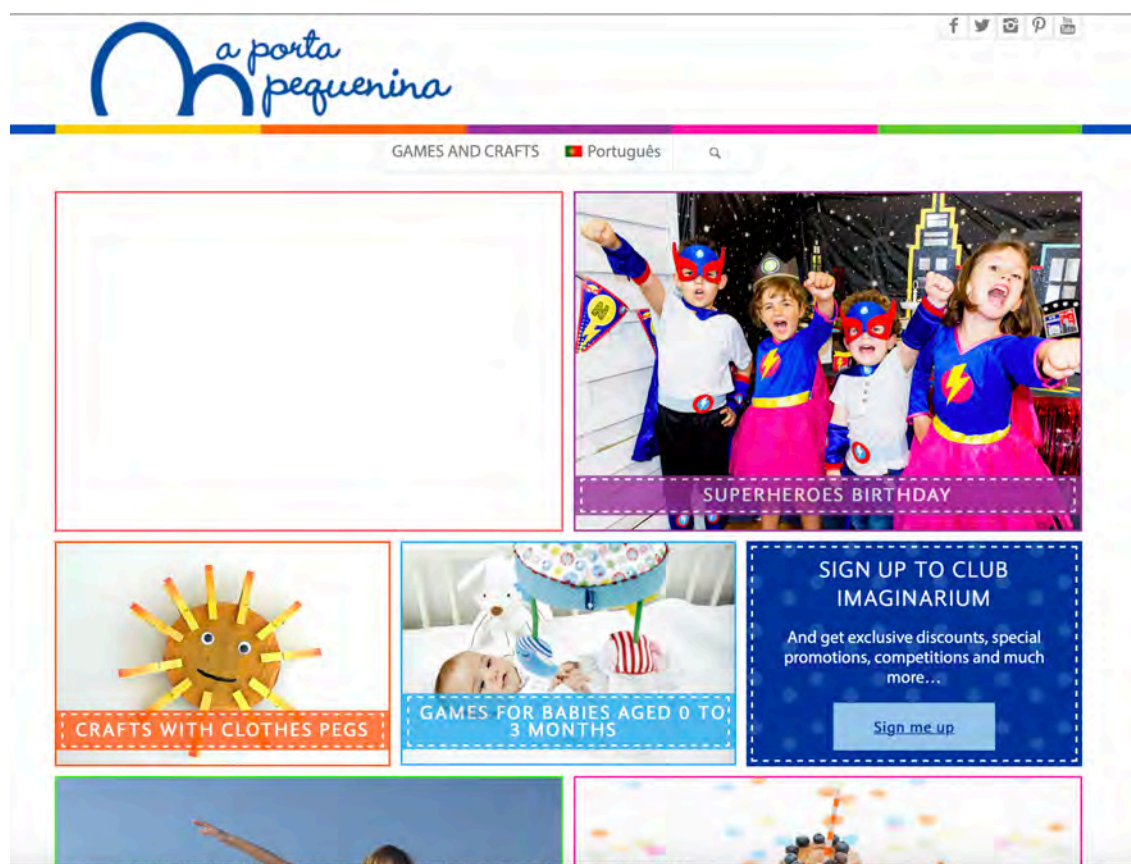 a porta
pequenina
GAMES AND CRAFTS Português
SUPERHEROES BIRTHDAY
CRAFTS WITH CLOTHES PEGS
GAMES FOR BABIES AGED 0 TO
3 MONTHS
SIGN UP TO CLUB
IMAGINARIUM
And get exclusive discounts, special
promotions, competitions and much
more…
Sign me up